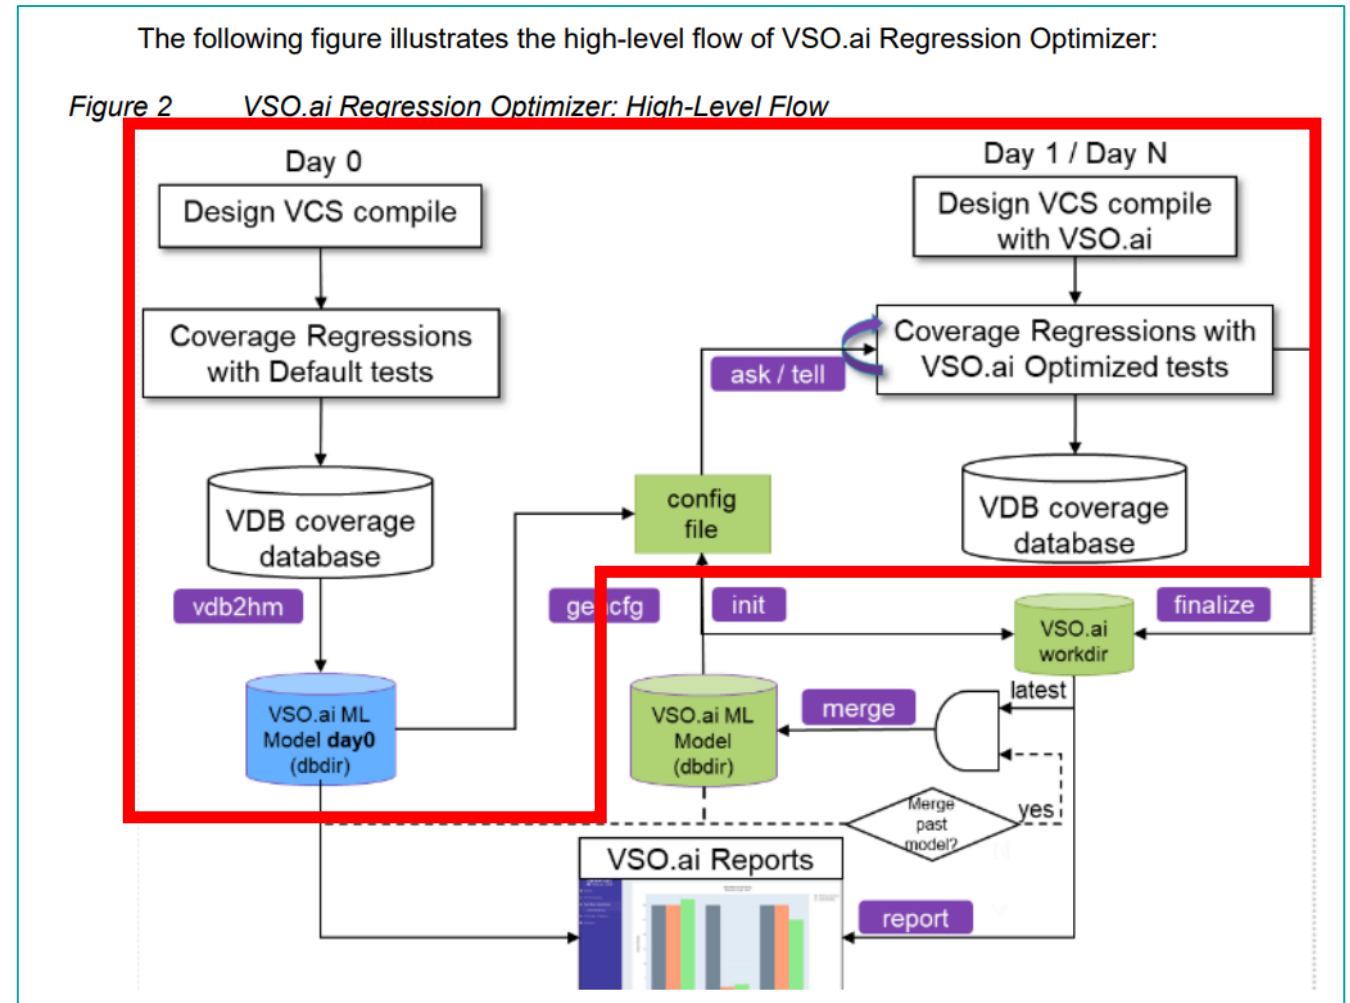 The following figure illustrates the high-level flow of VSO.ai Regression Optimizer:
Figure 2 VSO.ai Regression Optimizer: High-Level Flow
Day 0
Design VCS compile
Coverage Regressions
with Default tests
VDB coverage
database
vdb2hm
VSO.ai ML
Model day0
(dbdir)
Day 1 / Day N
Design VCS compile
with VSO.ai
Coverage Regressions with
VSO.ai Optimized tests
ask / tell
VDB coverage
database
config
file
gencfg
init
finalize
VSO.ai
workdir
latest
merge
VSO.ai ML
Model
(dbdir)
Merge
past
model?
yes
VSO.ai Reports
report